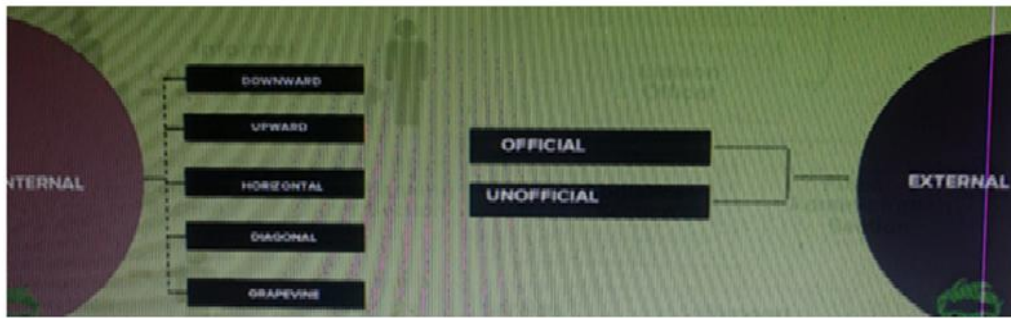 NTERNAL
DOWNWARD
UPWARD
HORIZONTAL
DIAGONAL
GRAPEVINE
OFFICIAL
UNOFFICIAL
EXTERNAL